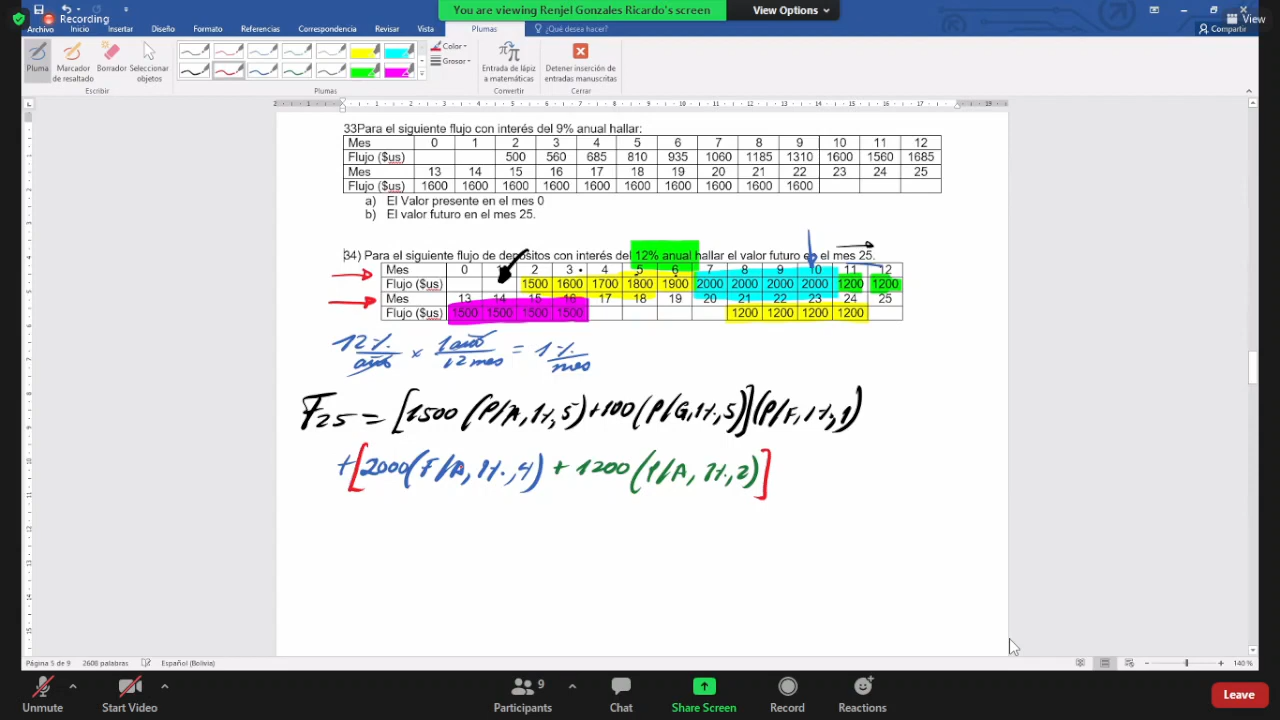 Recording
You are viewing Renjel Gonzales Ricardo's screen
View Options
View
Archivo Inicio Insertar Diseño Formato Referencias Correspondencia Revisar Vista Plumas ¿Qué desea hacer? Compartir
Pluma Marcador de resaltado Borrador Seleccionar objetos
Color
Grosor
Entrada de lápiz a matemáticas
Detener inserción de entradas manuscritas
Escribir Plumas Convertir Cerrar
33Para el siguiente flujo con interés del 9% anual hallar:
Mes 0 1 2 3 4 5 6 7 8 9 10 11 12
Flujo ($us) 500 560 685 810 935 1060 1185 1310 1600 1560 1685
Mes 13 14 15 16 17 18 19 20 21 22 23 24 25
Flujo ($us) 1600 1600 1600 1600 1600 1600 1600 1600 1600 1600
a) El Valor presente en el mes 0
b) El valor futuro en el mes 25.
34) Para el siguiente flujo de depósitos con interés del 12% anual hallar el valor futuro en el mes 25.
Mes 0 1 2 3 4 5 6 7 8 9 10 11 12
Flujo ($us) 1500 1600 1700 1800 1900 2000 2000 2000 2000 1200 1200
Mes 13 14 15 16 17 18 19 20 21 22 23 24 25
Flujo ($us) 1500 1500 1500 1500 1200 1200 1200 1200
12%/año x 1año/12mes = 1%/mes
F25 = [1500(P/A,1%,5)+100(P/G,1%,5)](P/F,1%,1)
+[2000(F/A,1%,4) + 1200(P/A,1%,2)]
Página 5 de 9 2608 palabras Español (Bolivia) 140 %
Unmute Start Video Participants 9 Chat Share Screen Record Reactions Leave